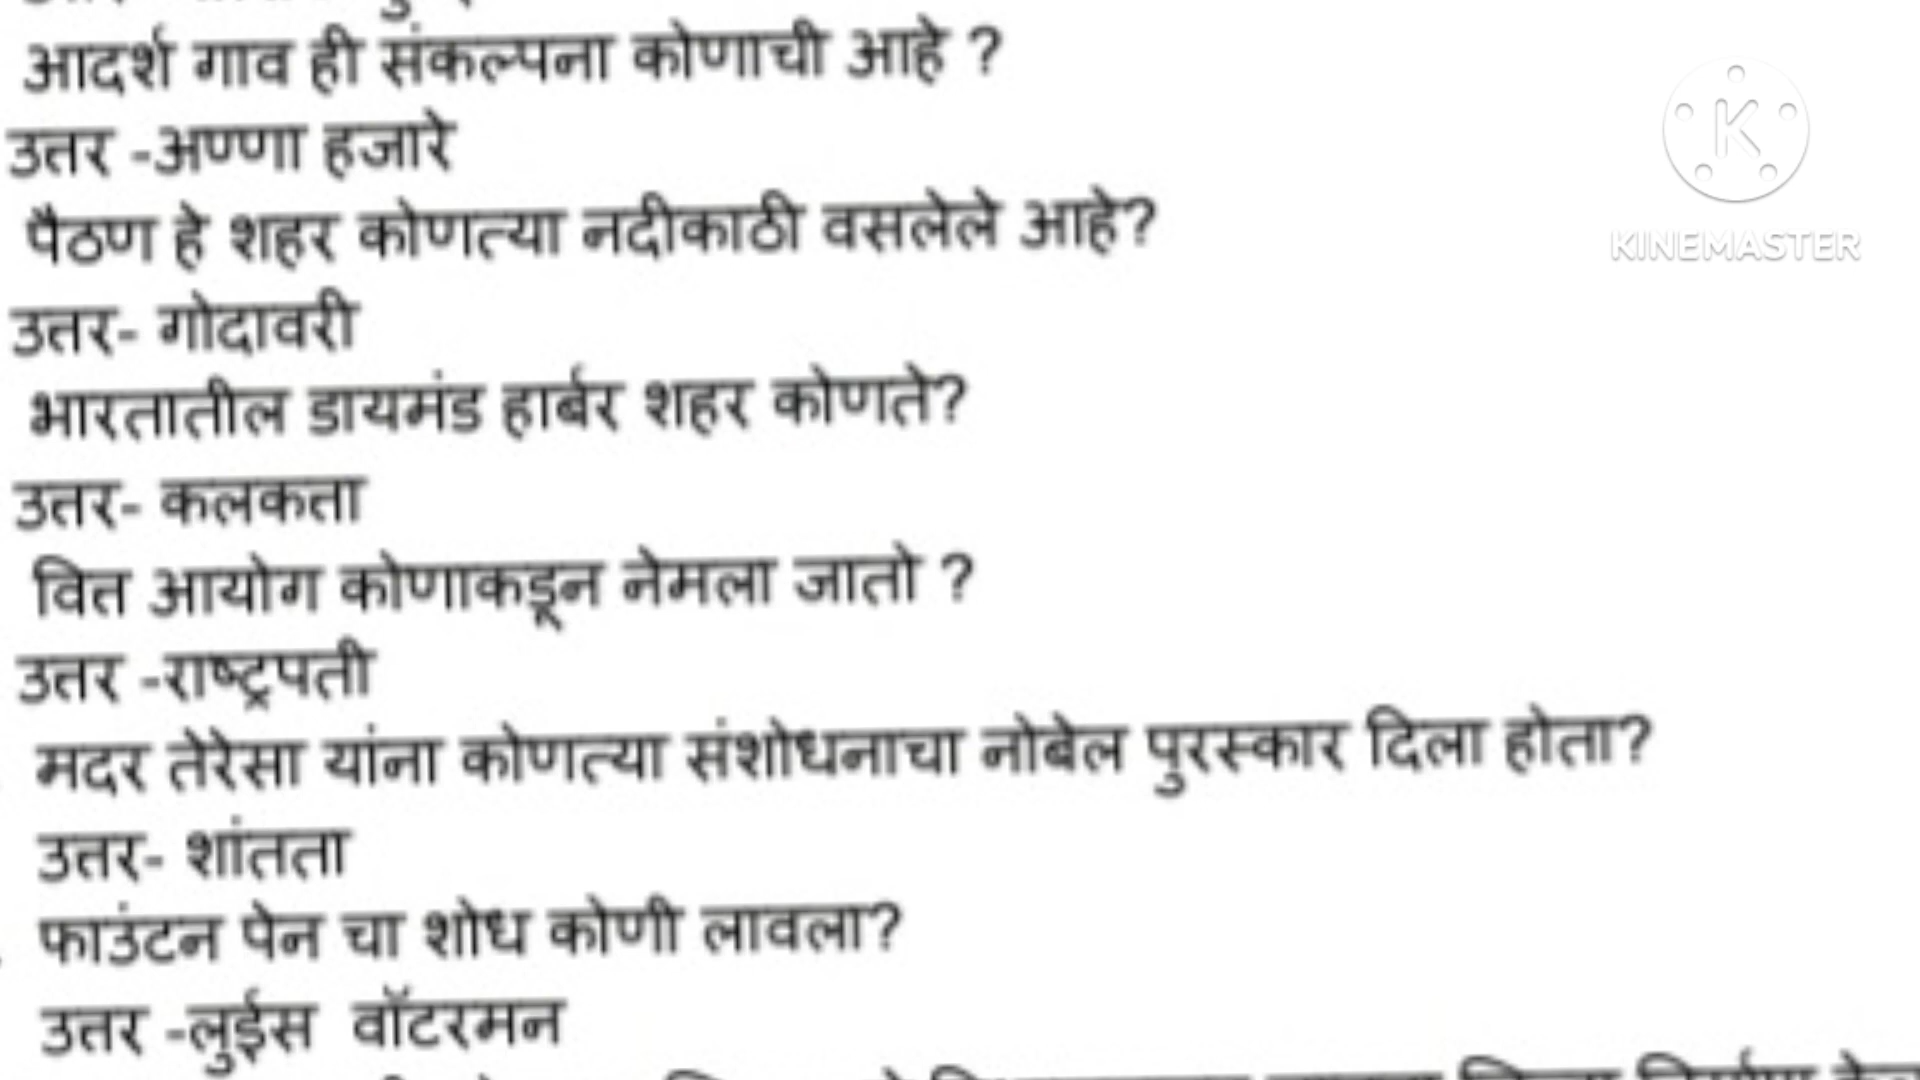 आदर्श गाव ही संकल्पना कोणाची आहे ?
उत्तर -अण्णा हजारे
पैठण हे शहर कोणत्या नदीकाठी वसलेले आहे?
उत्तर- गोदावरी
भारतातील डायमंड हार्बर शहर कोणते?
उत्तर- कलकत्ता
वित्त आयोग कोणाकडून नेमला जातो ?
उत्तर -राष्ट्रपती
मदर तेरेसा यांना कोणत्या संशोधनाचा नोबेल पुरस्कार दिला होता?
उत्तर- शांतता
फाउंटन पेन चा शोध कोणी लावला?
उत्तर -लुईस वॉटरमन
KINEMASTER